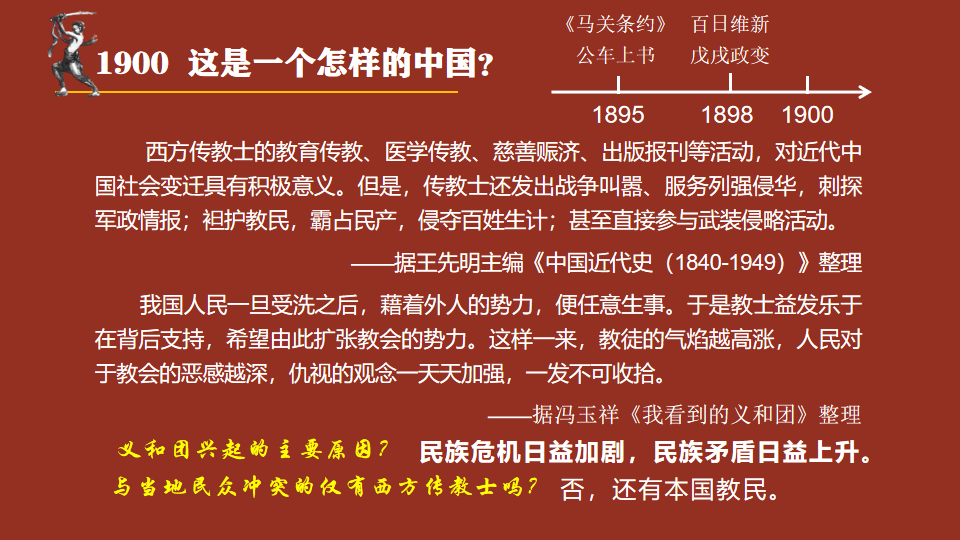 1900 这是一个怎样的中国？
《马关条约》 百日维新
公车上书 戊戌政变
1895 1898 1900
西方传教士的教育传教、医学传教、慈善赈济、出版报刊等活动，对近代中
国社会变迁具有积极意义。但是，传教士还发出战争叫嚣、服务列强侵华，刺探
军政情报；袒护教民，霸占民产，侵夺百姓生计；甚至直接参与武装侵略活动。
——据王先明主编《中国近代史（1840-1949）》整理
我国人民一旦受洗之后，藉着外人的势力，便任意生事。于是教士益发乐于
在背后支持，希望由此扩张教会的势力。这样一来，教徒的气焰越高涨，人民对
于教会的恶感越深，仇视的观念一天天加强，一发不可收拾。
——据冯玉祥《我看到的义和团》整理
义和团兴起的主要原因？ 民族危机日益加剧，民族矛盾日益上升。
与当地民众冲突的仅有西方传教士吗？ 否，还有本国教民。